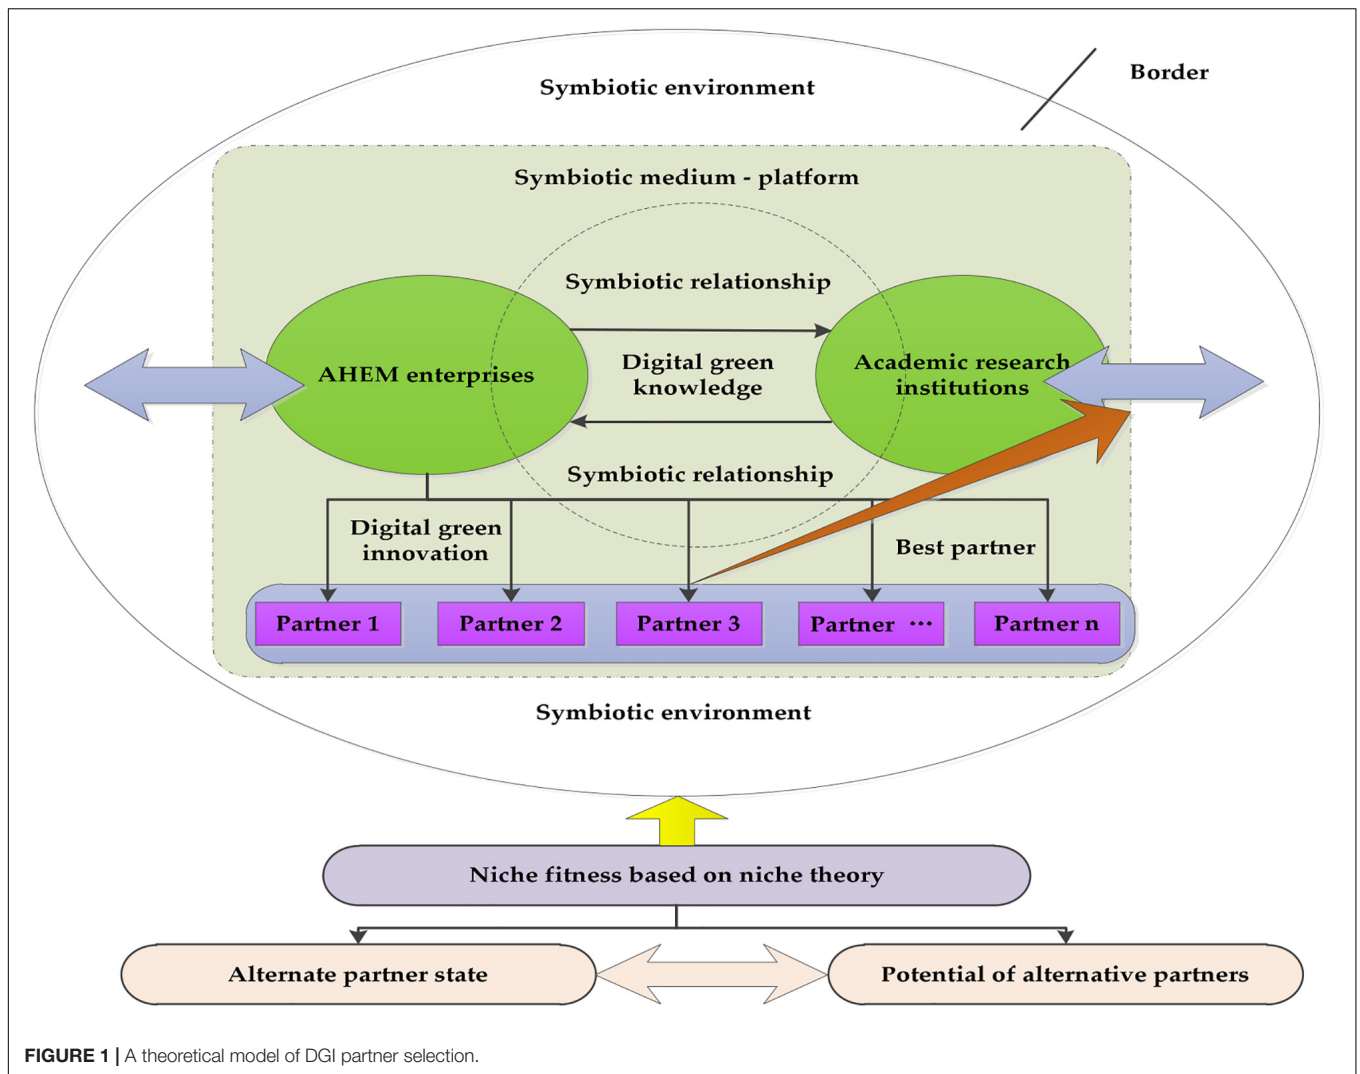 Symbiotic environment
Border
Symbiotic medium - platform
Symbiotic relationship
AHEM enterprises
Digital green
knowledge
Academic research
institutions
Symbiotic relationship
Digital green
innovation
Best partner
Partner 1
Partner 2
Partner 3
Partner ···
Partner n
Symbiotic environment
Niche fitness based on niche theory
Alternate partner state
Potential of alternative partners
FIGURE 1 | A theoretical model of DGI partner selection.